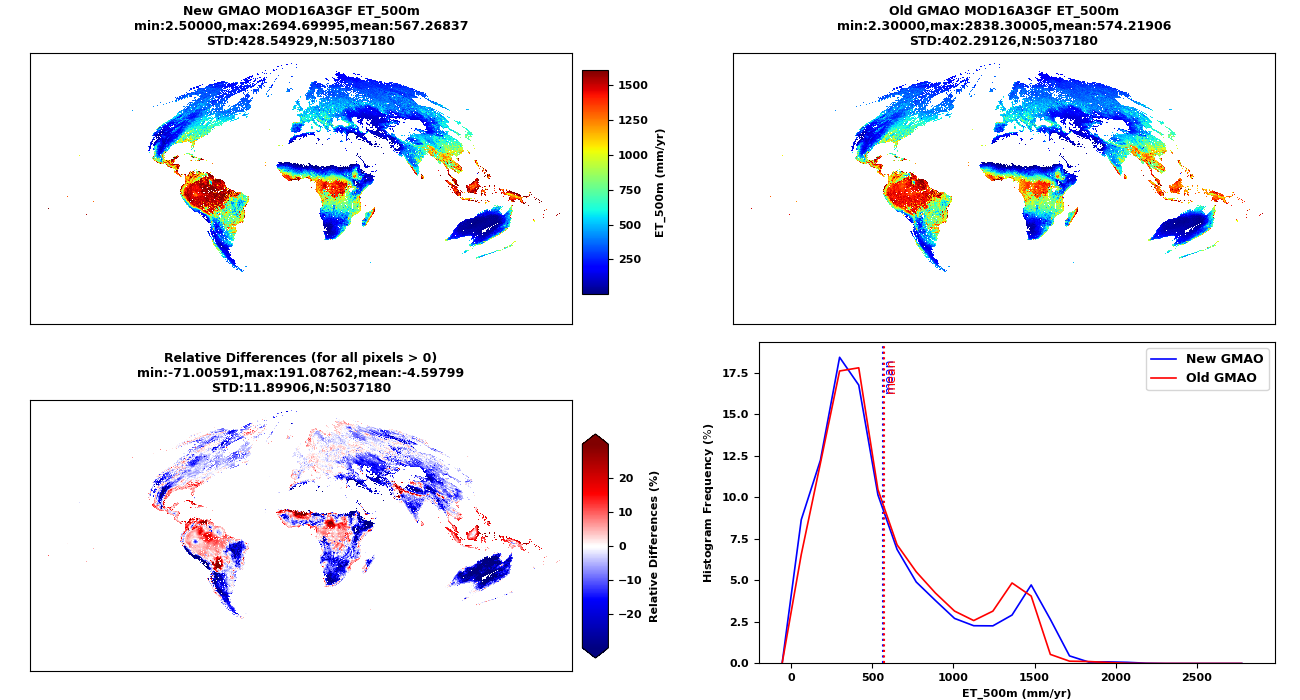 New GMAO MOD16A3GF ET_500m
min:2.50000,max:2694.69995,mean:567.26837
STD:428.54929,N:5037180
1500
1250
1000
750
500
250
ET_500m (mm/yr)
Old GMAO MOD16A3GF ET_500m
min:2.30000,max:2838.30005,mean:574.21906
STD:402.29126,N:5037180
Relative Differences (for all pixels > 0)
min:-71.00591,max:191.08762,mean:-4.59799
STD:11.89906,N:5037180
20
10
0
−10
−20
Relative Differences (%)
17.5
15.0
12.5
10.0
7.5
5.0
2.5
0.0
Histogram Frequency (%)
mean
mean
New GMAO
Old GMAO
0
500
1000
1500
2000
2500
ET_500m (mm/yr)